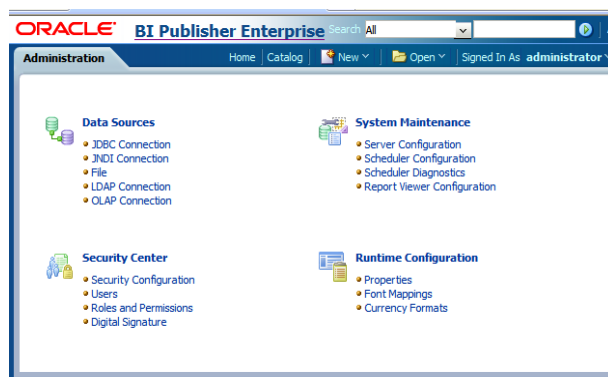 ORACLE BI Publisher Enterprise Search All
Administration Home Catalog New Open Signed In As administrator
Data Sources
JDBC Connection
JNDI Connection
File
LDAP Connection
OLAP Connection
System Maintenance
Server Configuration
Scheduler Configuration
Scheduler Diagnostics
Report Viewer Configuration
Security Center
Security Configuration
Users
Roles and Permissions
Digital Signature
Runtime Configuration
Properties
Font Mappings
Currency Formats